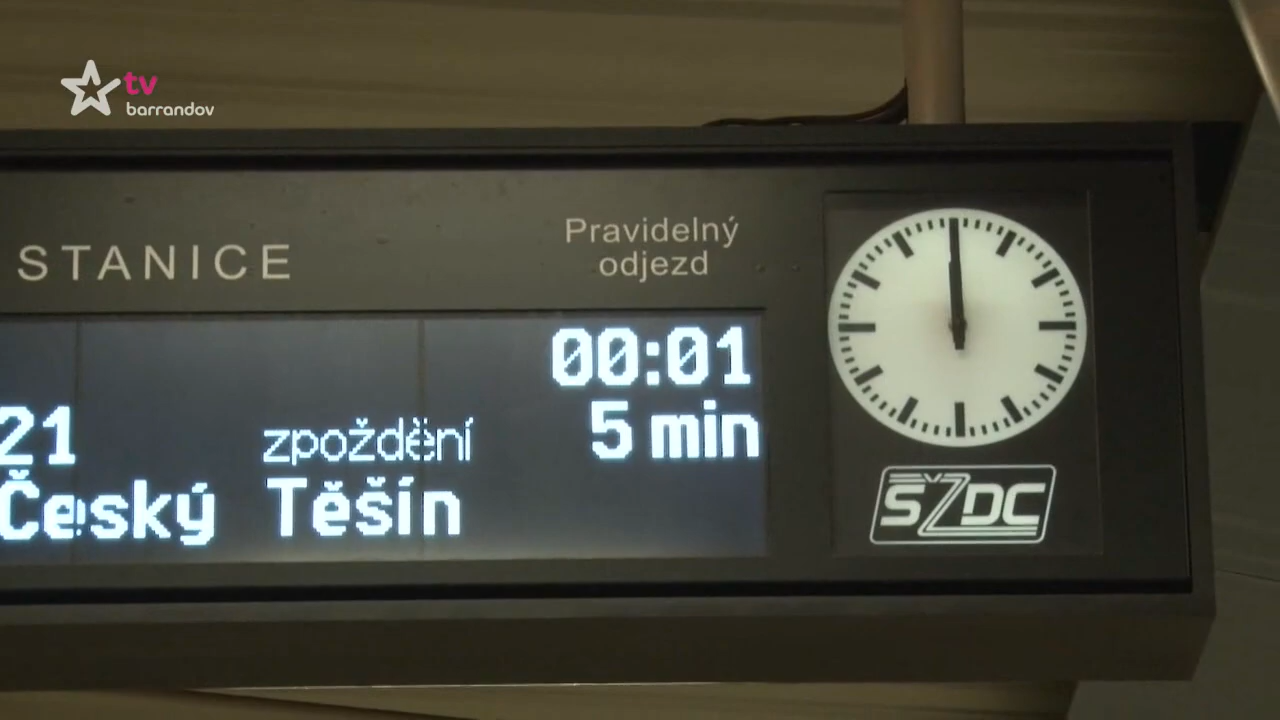 tv
barrandov
STANICE
Pravidelný
odjezd
00:01
21 zpoždění 5 min
Český Těšín
SŽDC